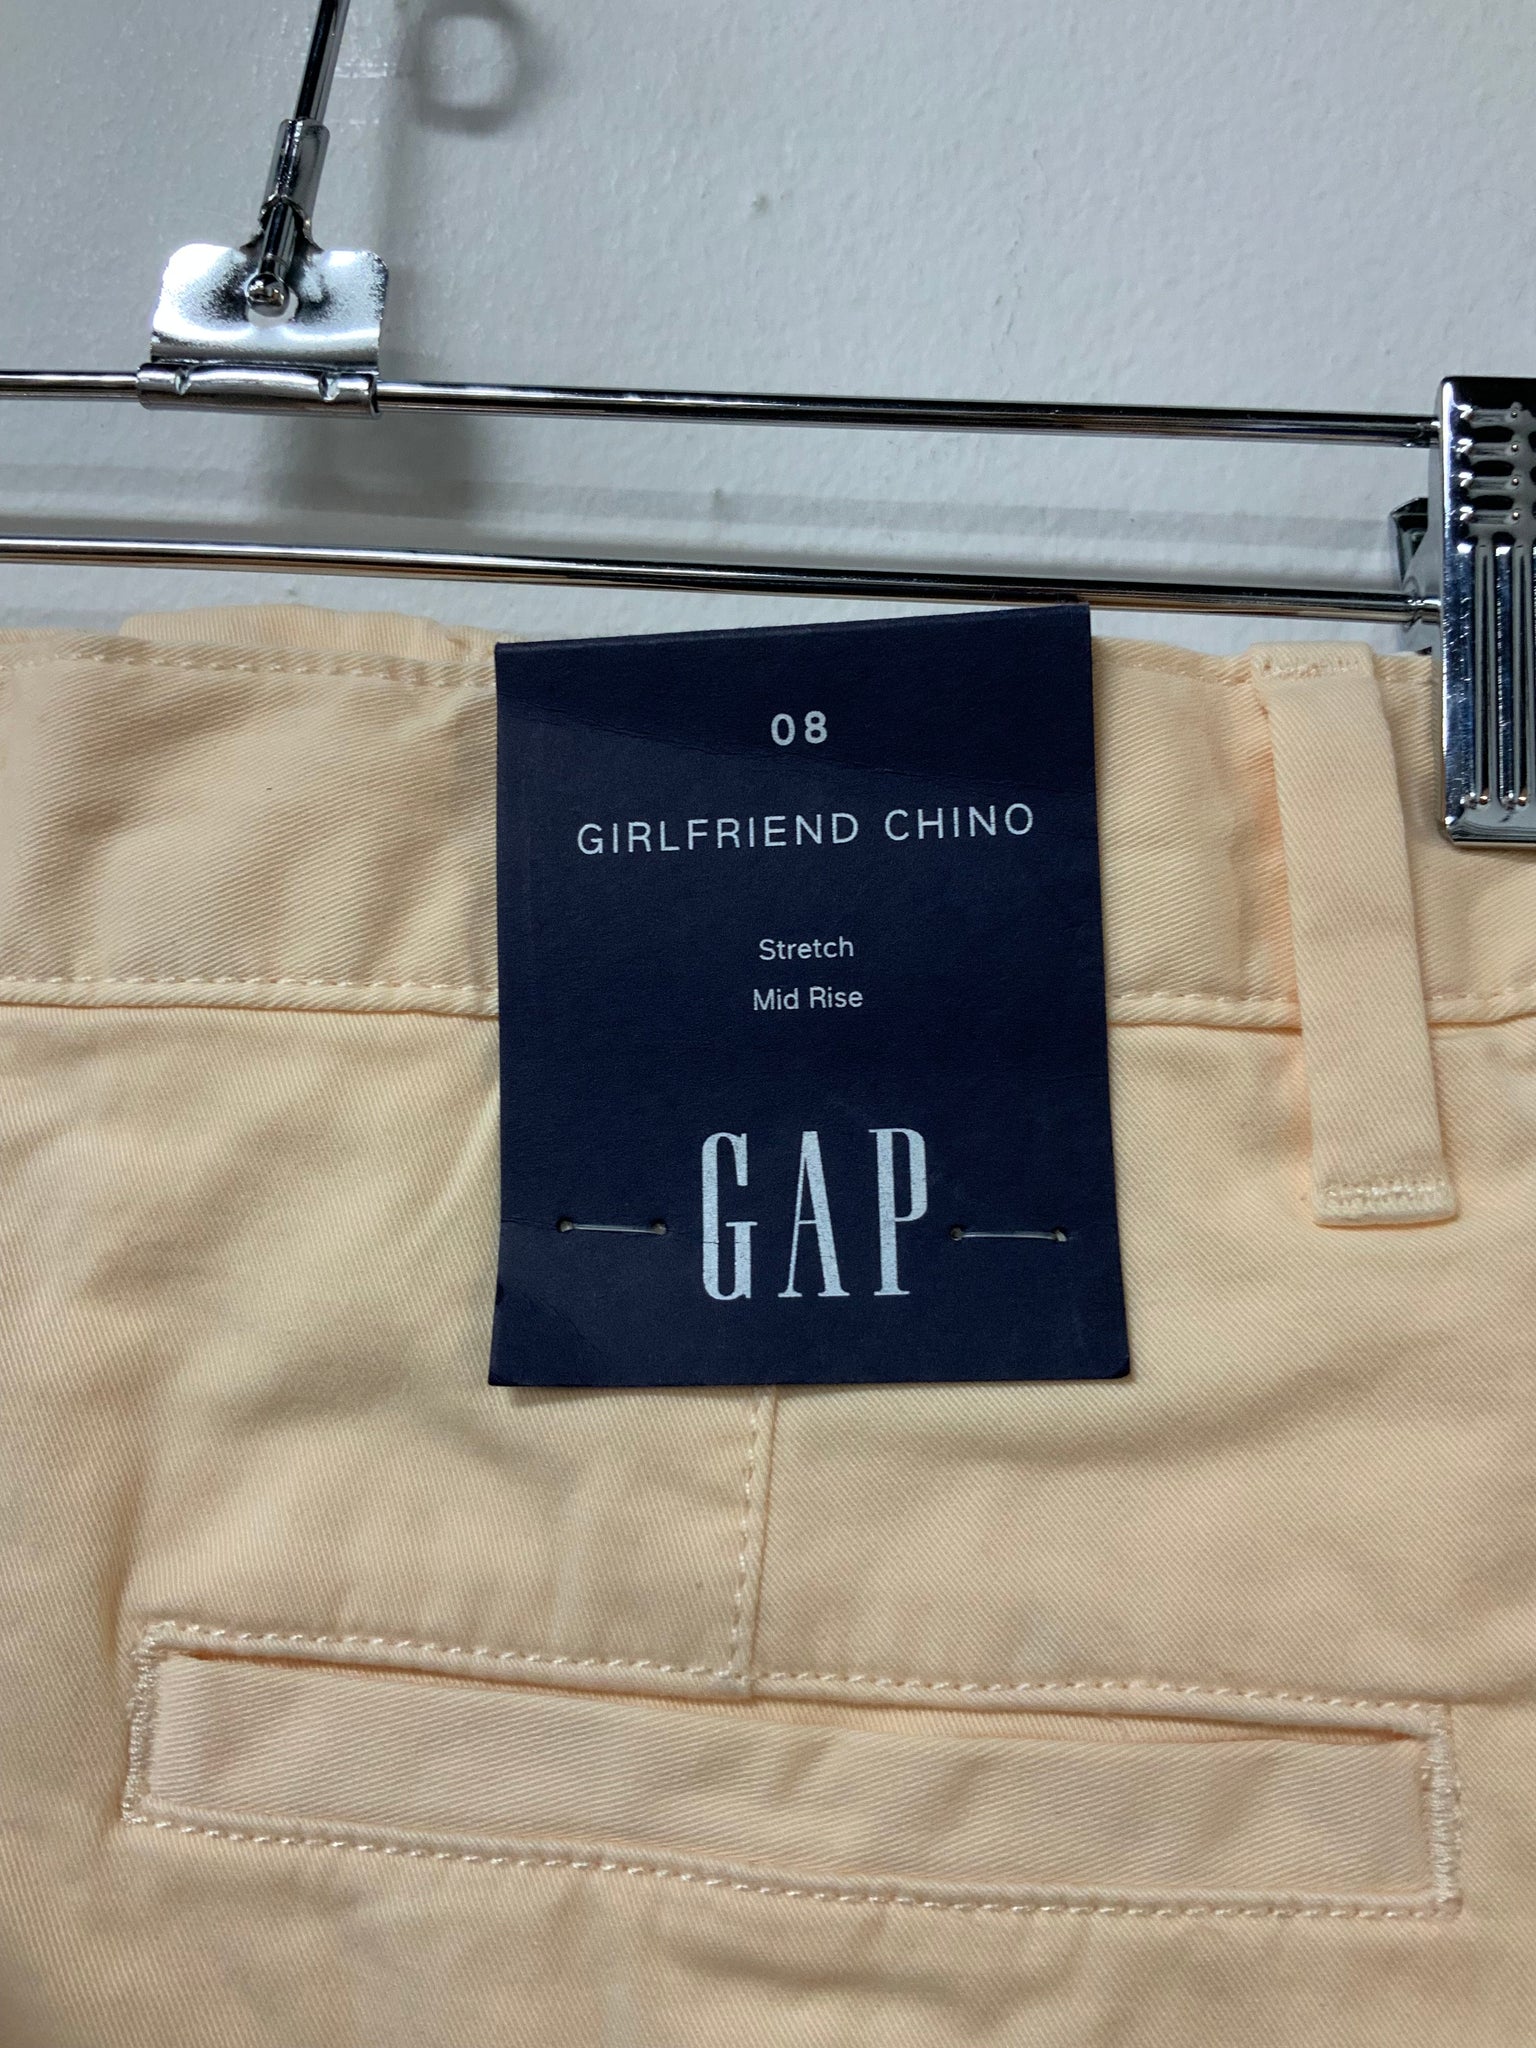 08
GIRLFRIEND CHINO
Stretch
Mid Rise
GAP